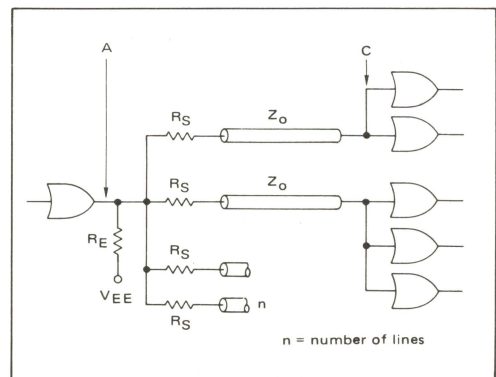 A
C
R_S
Z_o
R_S
Z_o
R_E
R_S
V_EE
R_S
n
n = number of lines